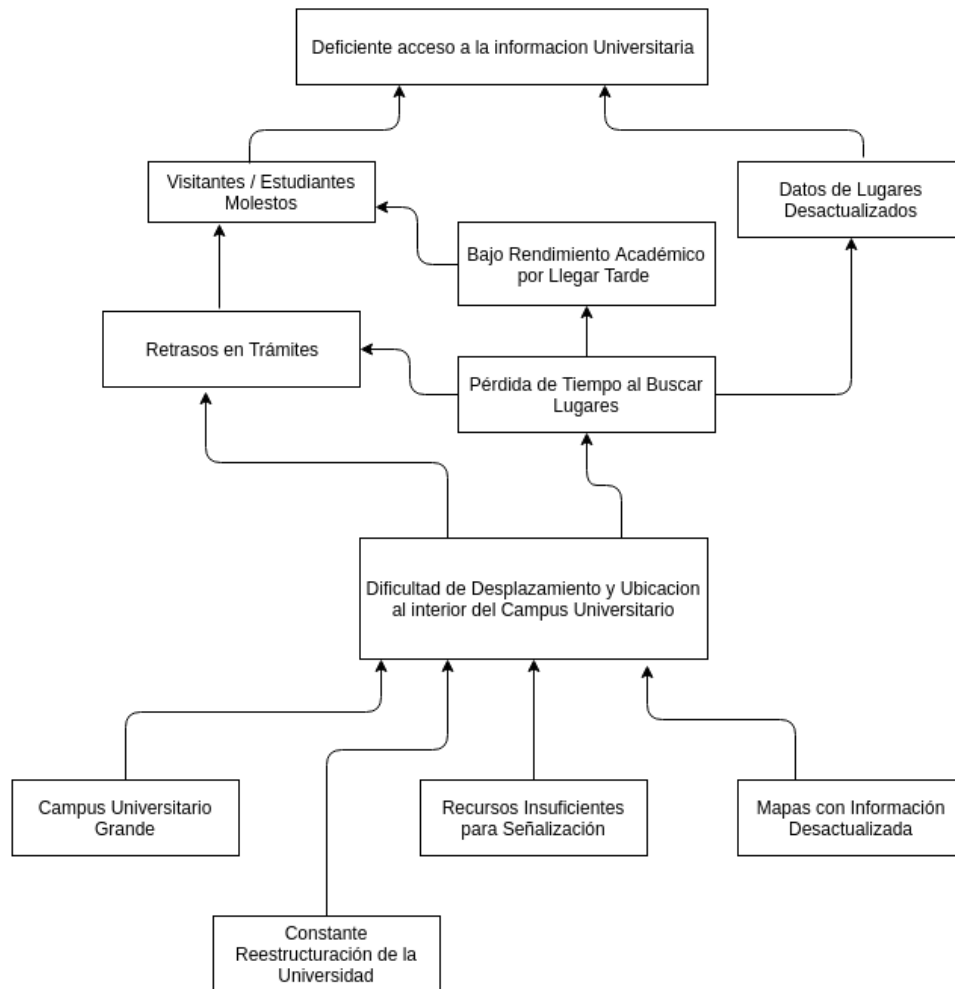 Deficiente acceso a la informacion Universitaria
Visitantes / Estudiantes
Molestos
Datos de Lugares
Desactualizados
Bajo Rendimiento Académico
por Llegar Tarde
Retrasos en Trámites
Pérdida de Tiempo al Buscar
Lugares
Dificultad de Desplazamiento y Ubicacion
al interior del Campus Universitario
Campus Universitario
Grande
Recursos Insuficientes
para Señalización
Mapas con Información
Desactualizada
Constante
Reestructuración de la
Universidad